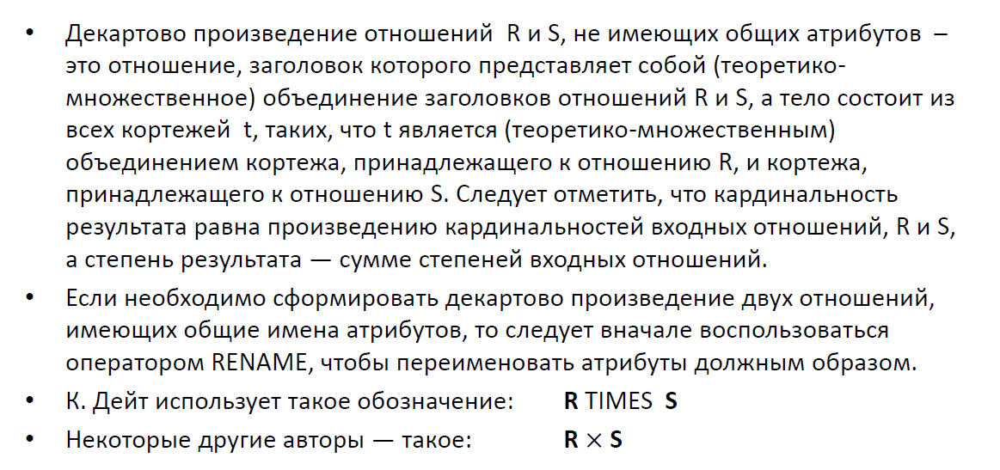 • Декартово произведение отношений R и S, не имеющих общих атрибутов –
это отношение, заголовок которого представляет собой (теоретико-
множественное) объединение заголовков отношений R и S, а тело состоит из
всех кортежей t, таких, что t является (теоретико-множественным)
объединением кортежа, принадлежащего к отношению R, и кортежа,
принадлежащего к отношению S. Следует отметить, что кардинальность
результата равна произведению кардинальностей входных отношений, R и S,
а степень результата — сумме степеней входных отношений.
• Если необходимо сформировать декартово произведение двух отношений,
имеющих общие имена атрибутов, то следует вначале воспользоваться
оператором RENAME, чтобы переименовать атрибуты должным образом.
• К. Дейт использует такое обозначение: R TIMES S
• Некоторые другие авторы — такое: R × S